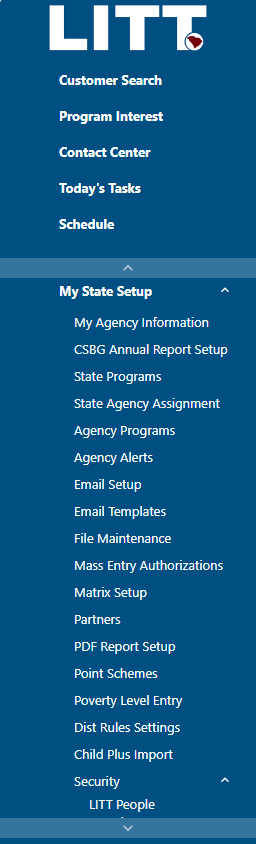 LITT
Customer Search
Program Interest
Contact Center
Today's Tasks
Schedule
My State Setup
My Agency Information
CSBG Annual Report Setup
State Programs
State Agency Assignment
Agency Programs
Agency Alerts
Email Setup
Email Templates
File Maintenance
Mass Entry Authorizations
Matrix Setup
Partners
PDF Report Setup
Point Schemes
Poverty Level Entry
Dist Rules Settings
Child Plus Import
Security
LITT People